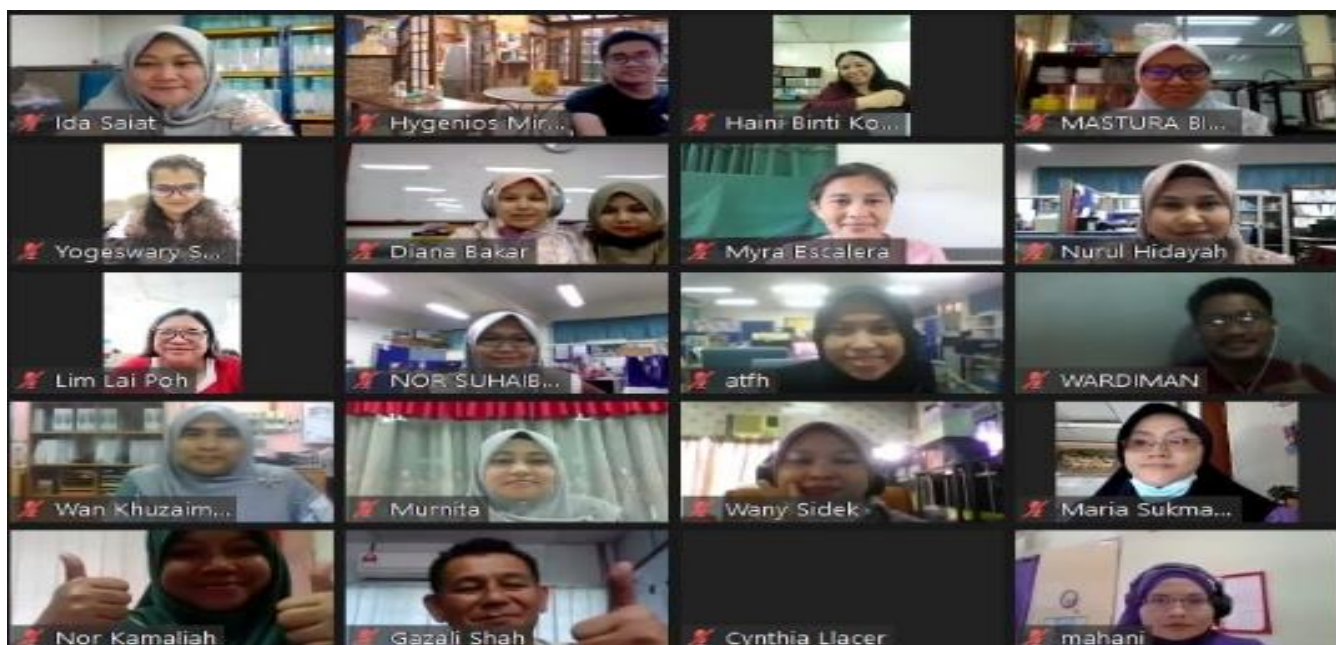 Ida Saiat
Hygenios Mir...
Haini Binti Ko...
MASTURA BI...
Yogeswary S...
Diana Bakar
Myra Escalera
Nurul Hidayah
Lim Lai Poh
NOR SUHAIB...
atfh
WARDIMAN
Wan Khuzaim...
Murnita
Wany Sidek
Maria Sukma...
Nor Kamaliah
Gazali Shah
Cynthia Llacer
mahani